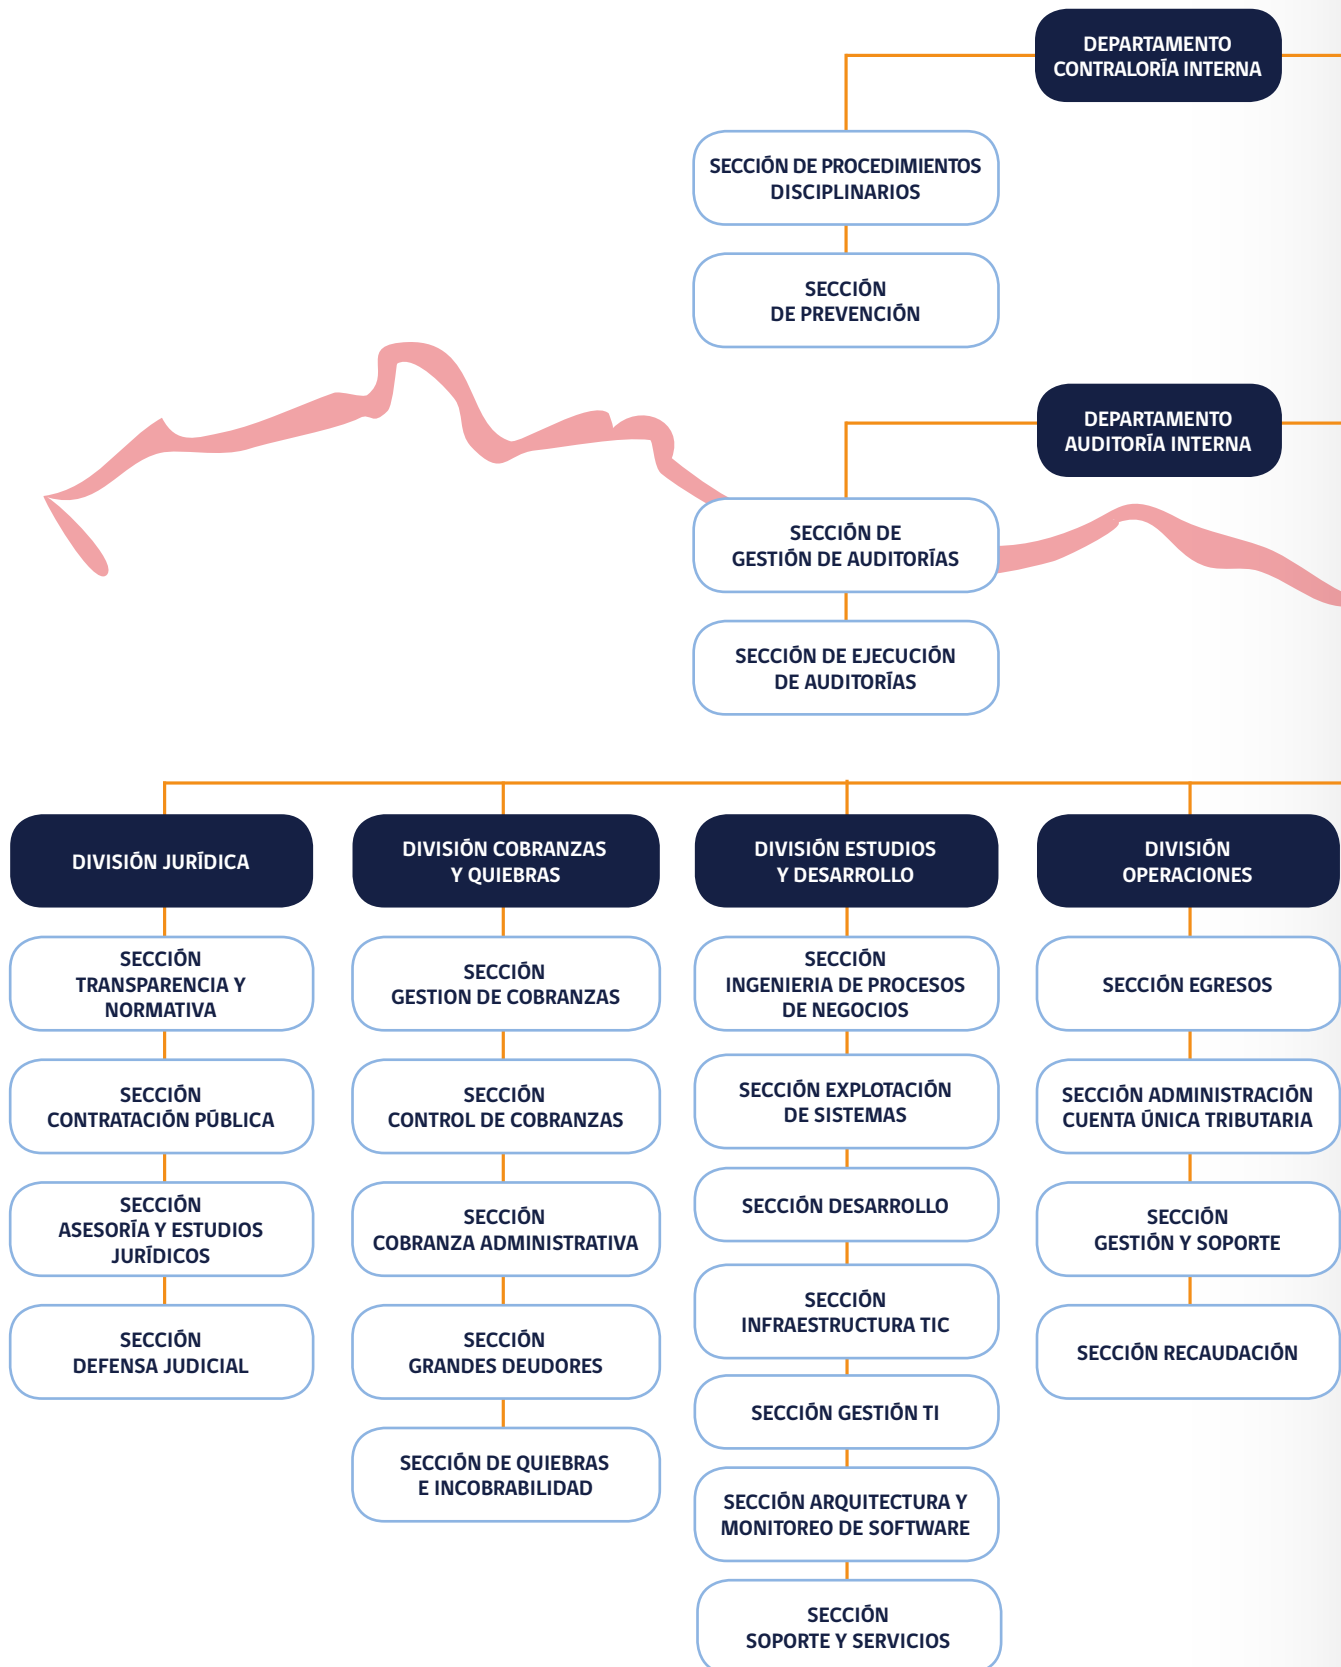 DEPARTAMENTO
CONTRALORÍA INTERNA
SECCIÓN DE PROCEDIMIENTOS
DISCIPLINARIOS
SECCIÓN
DE PREVENCIÓN
DEPARTAMENTO
AUDITORÍA INTERNA
SECCIÓN DE
GESTIÓN DE AUDITORÍAS
SECCIÓN DE EJECUCIÓN
DE AUDITORÍAS
DIVISIÓN JURÍDICA
SECCIÓN
TRANSPARENCIA Y
NORMATIVA
SECCIÓN
CONTRATACIÓN PÚBLICA
SECCIÓN
ASESORÍA Y ESTUDIOS
JURÍDICOS
SECCIÓN
DEFENSA JUDICIAL
DIVISIÓN COBRANZAS
Y QUIEBRAS
SECCIÓN
GESTION DE COBRANZAS
SECCIÓN
CONTROL DE COBRANZAS
SECCIÓN
COBRANZA ADMINISTRATIVA
SECCIÓN
GRANDES DEUDORES
SECCIÓN DE QUIEBRAS
E INCOBRABILIDAD
DIVISIÓN ESTUDIOS
Y DESARROLLO
SECCIÓN
INGENIERIA DE PROCESOS
DE NEGOCIOS
SECCIÓN EXPLOTACIÓN
DE SISTEMAS
SECCIÓN DESARROLLO
SECCIÓN
INFRAESTRUCTURA TIC
SECCIÓN GESTIÓN TI
SECCIÓN ARQUITECTURA Y
MONITOREO DE SOFTWARE
SECCIÓN
SOPORTE Y SERVICIOS
DIVISIÓN
OPERACIONES
SECCIÓN EGRESOS
SECCIÓN ADMINISTRACIÓN
CUENTA ÚNICA TRIBUTARIA
SECCIÓN
GESTIÓN Y SOPORTE
SECCIÓN RECAUDACIÓN